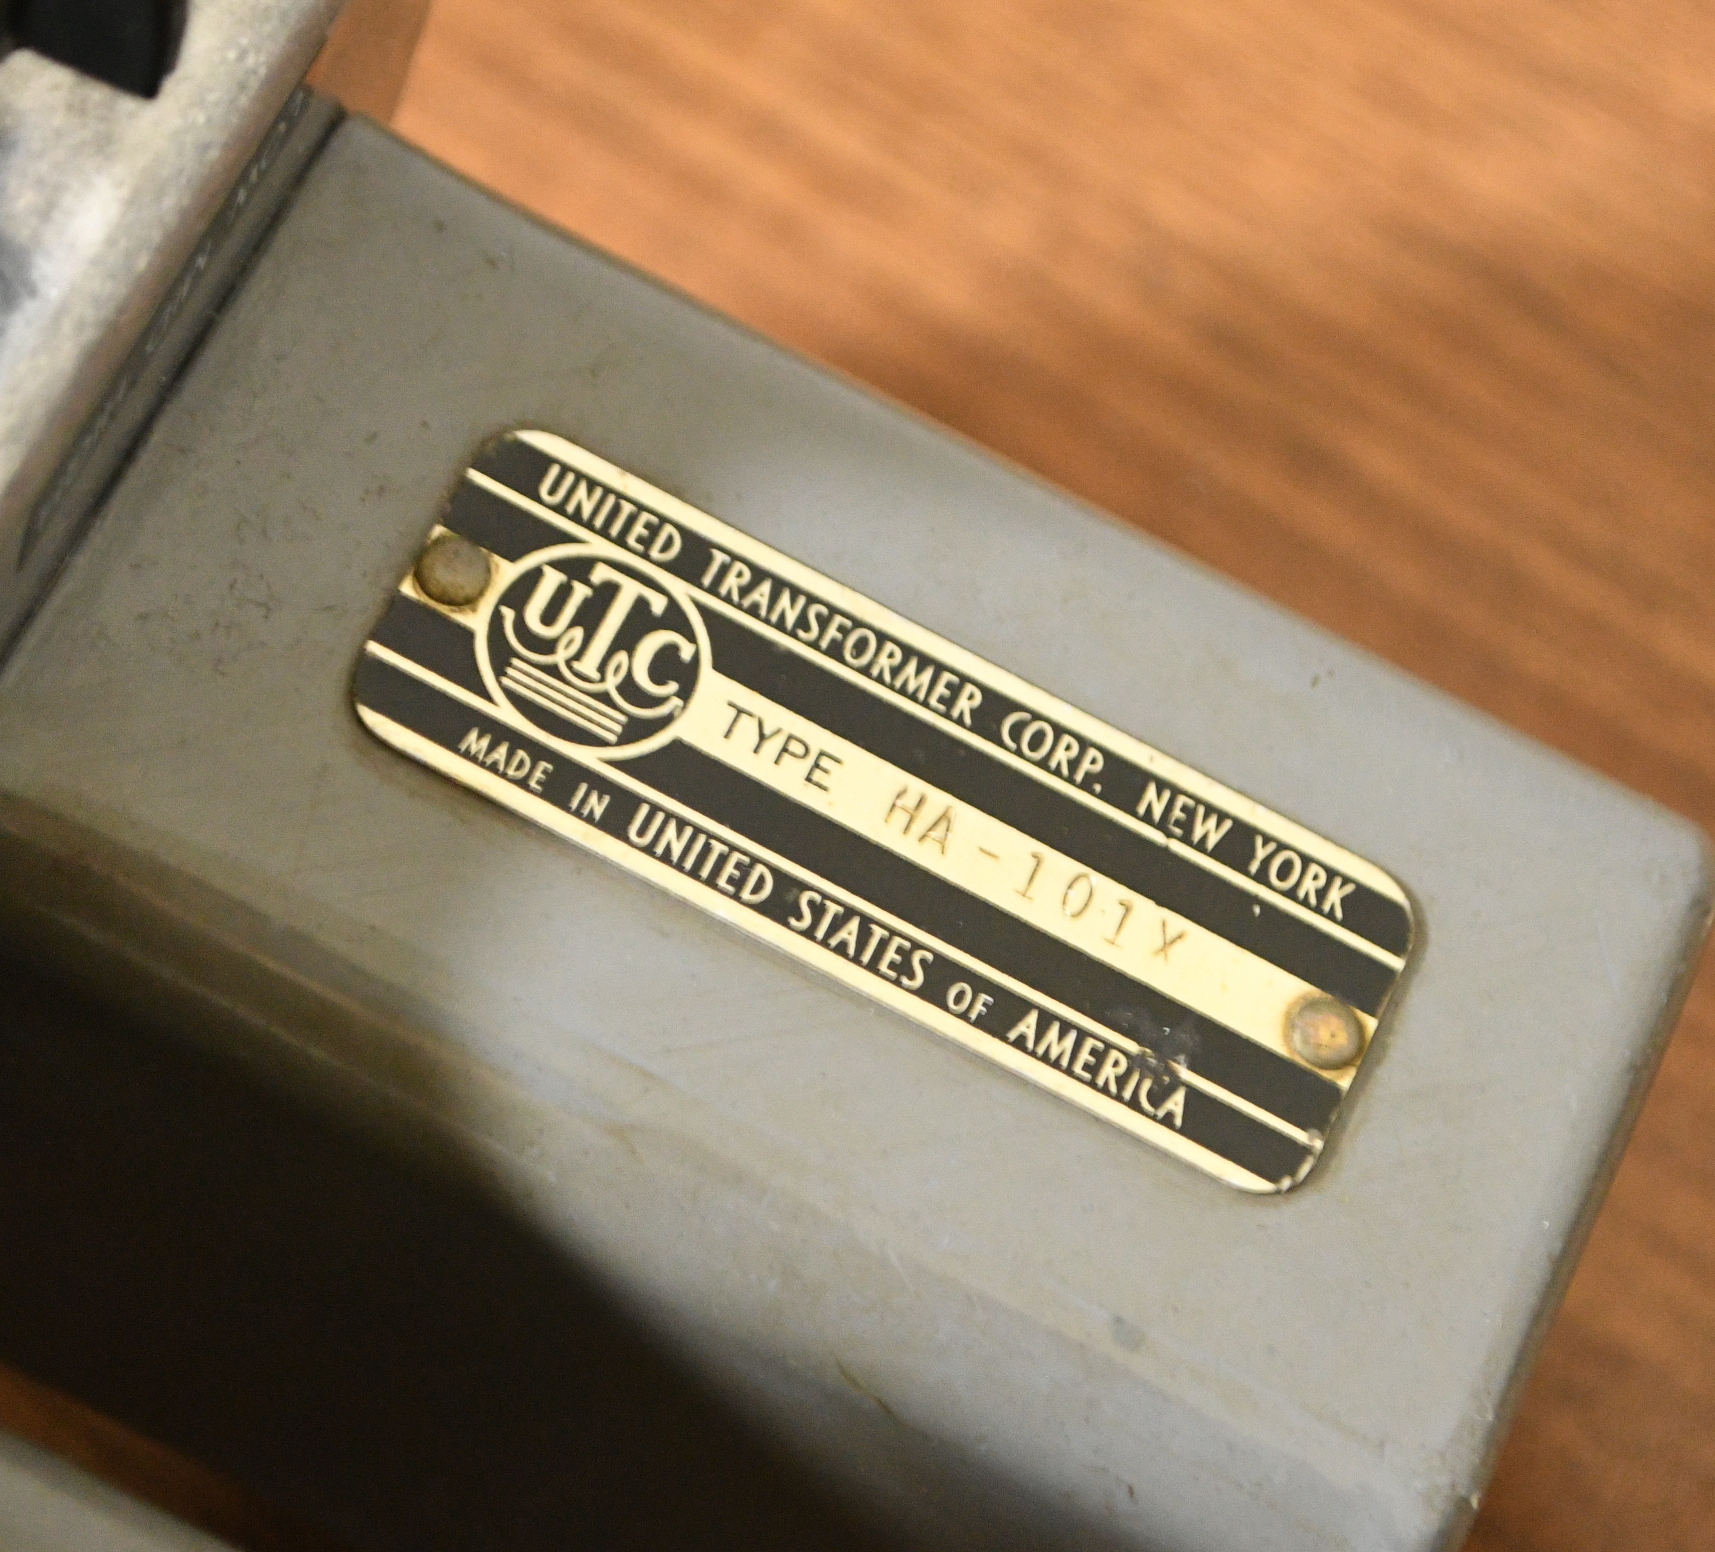 UNITED TRANSFORMER CORP. NEW YORK
UTC
TYPE HA-101X
MADE IN UNITED STATES OF AMERICA